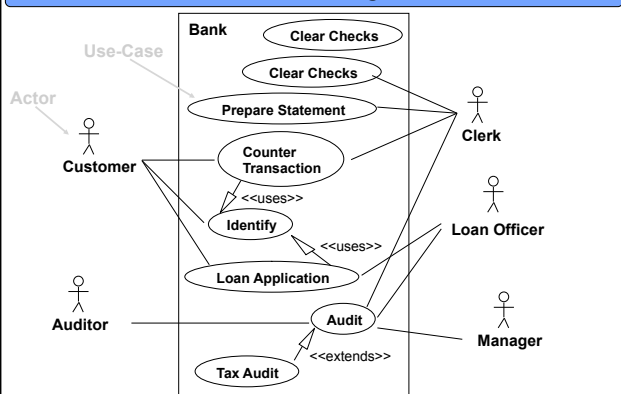 Bank
Clear Checks
Use-Case
Clear Checks
Actor
Prepare Statement
Clerk
Counter
Transaction
Customer
<<uses>>
Identify
Loan Officer
<<uses>>
Loan Application
Auditor
Audit
Manager
<<extends>>
Tax Audit